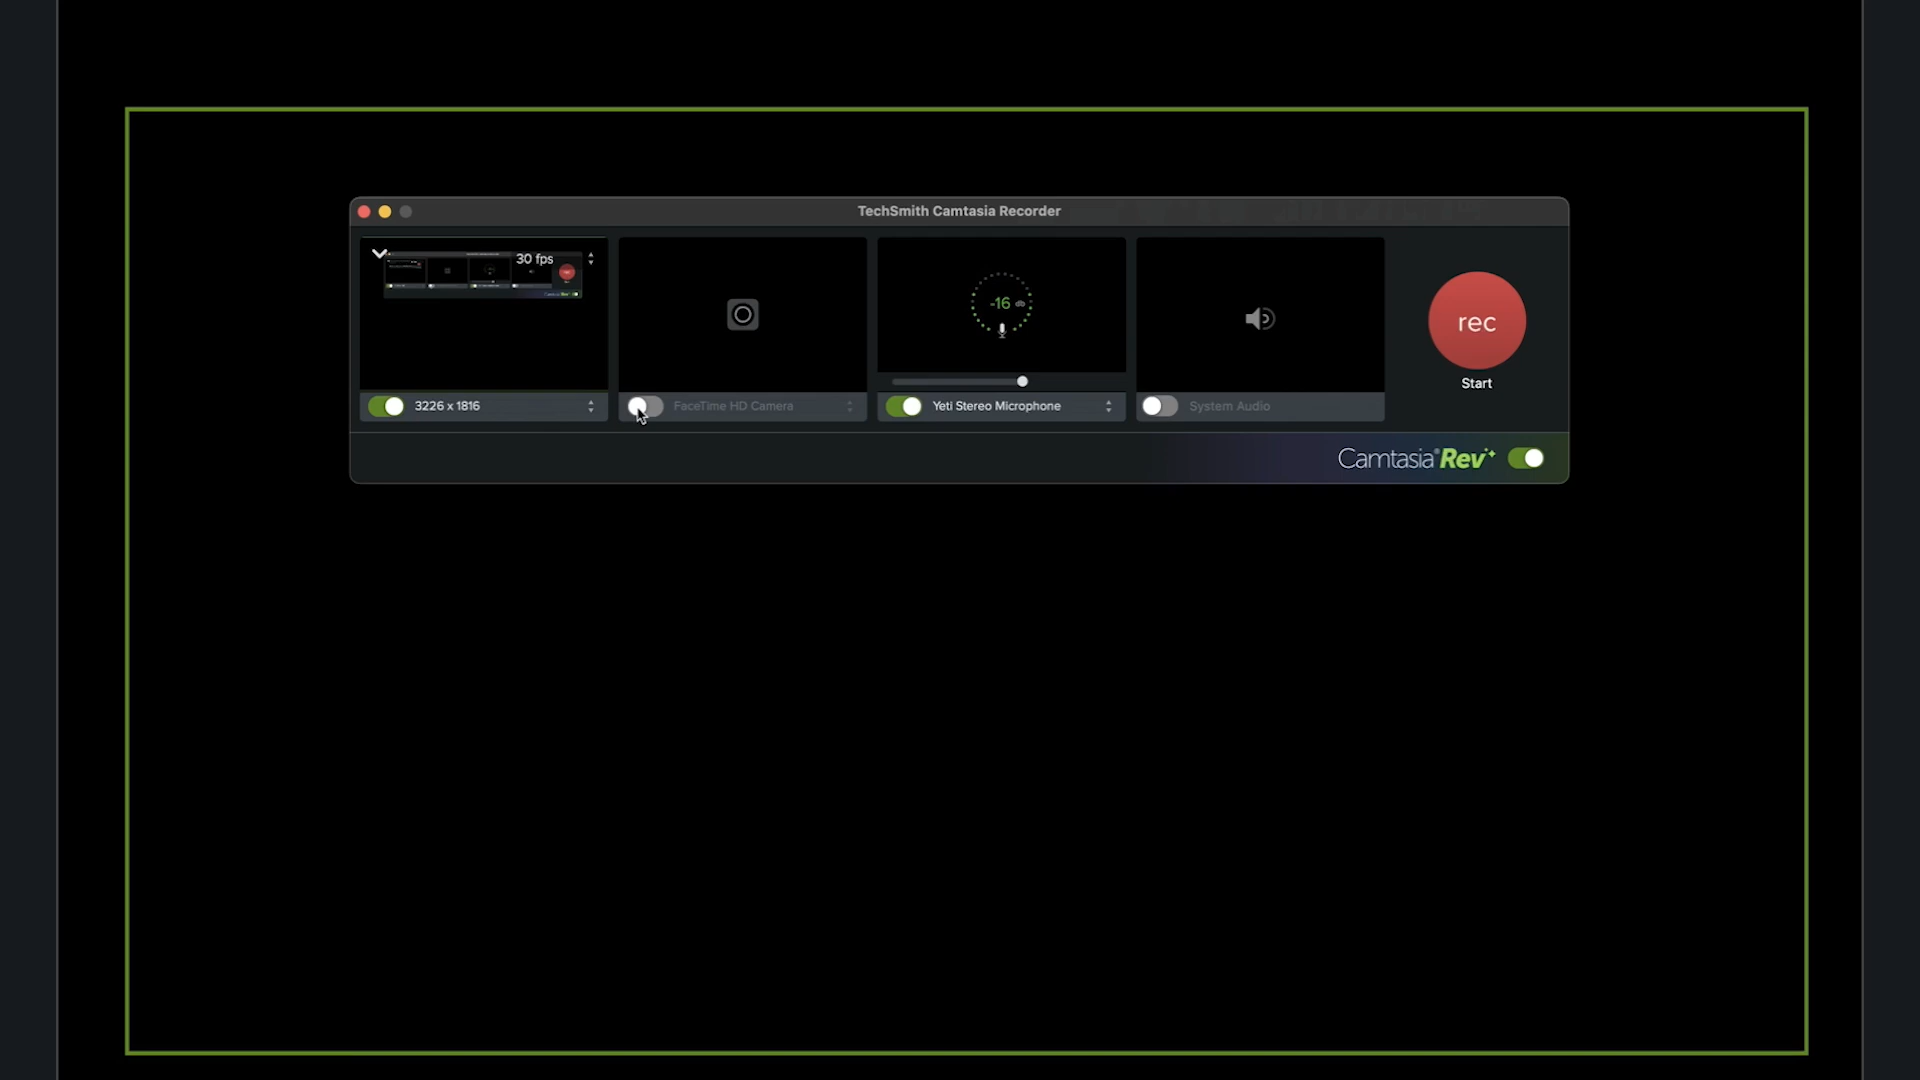 TechSmith Camtasia Recorder
30 fps
-16 db
rec
Start
3226 x 1816
FaceTime HD Camera
Yeti Stereo Microphone
System Audio
Camtasia® Rev